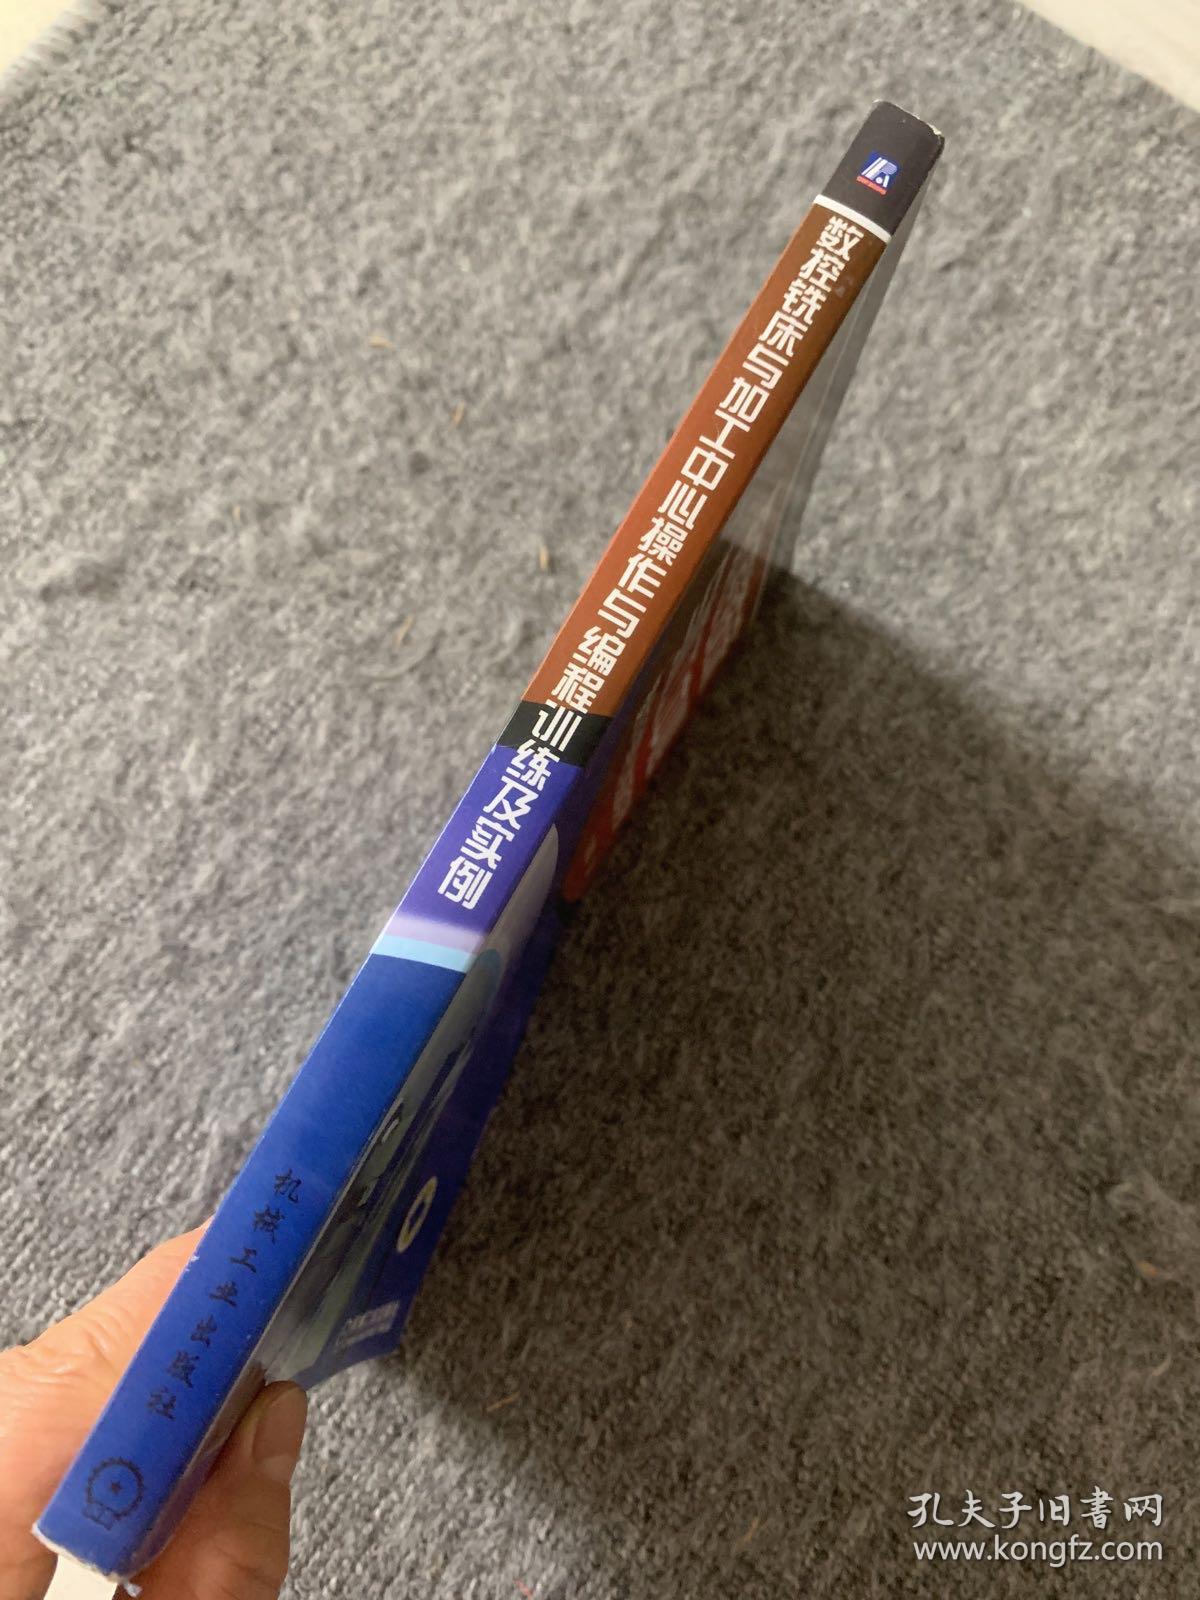 数控铣床与加工中心操作与编程训练及实例
机械工业出版社
孔夫子旧書网
www.kongfz.com